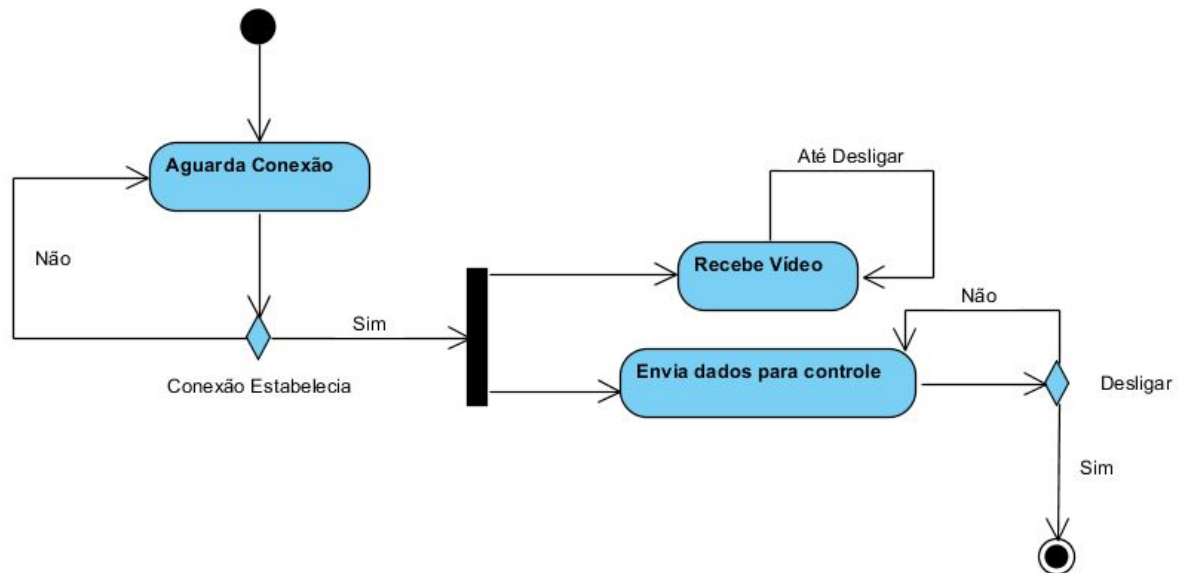 Aguarda Conexão
Não
Conexão Estabelecia
Sim
Até Desligar
Recebe Vídeo
Não
Envia dados para controle
Desligar
Sim